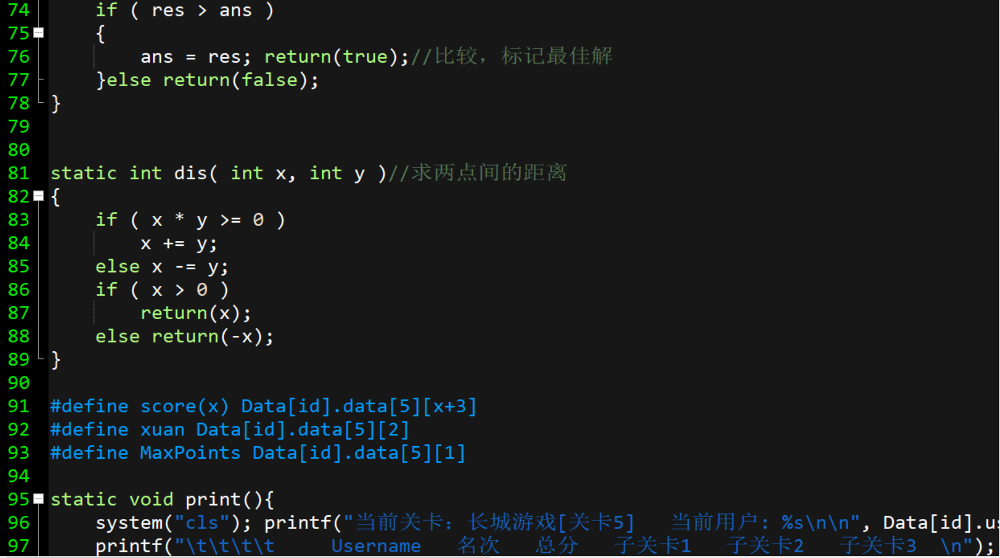 74 if ( res > ans )
75 {
76 ans = res; return(true);//比较，标记最佳解
77 }else return(false);
78 }
79
80
81 static int dis( int x, int y )//求两点间的距离
82 {
83 if ( x * y >= 0 )
84 x += y;
85 else x -= y;
86 if ( x > 0 )
87 return(x);
88 else return(-x);
89 }
90
91 #define score(x) Data[id].data[5][x+3]
92 #define xuan Data[id].data[5][2]
93 #define MaxPoints Data[id].data[5][1]
94
95 static void print(){
96 system("cls"); printf("当前关卡：长城游戏[关卡5] 当前用户：%s\n\n", Data[id].us
97 printf("\t\t\t\t Username 名次 总分 子关卡1 子关卡2 子关卡3 \n");